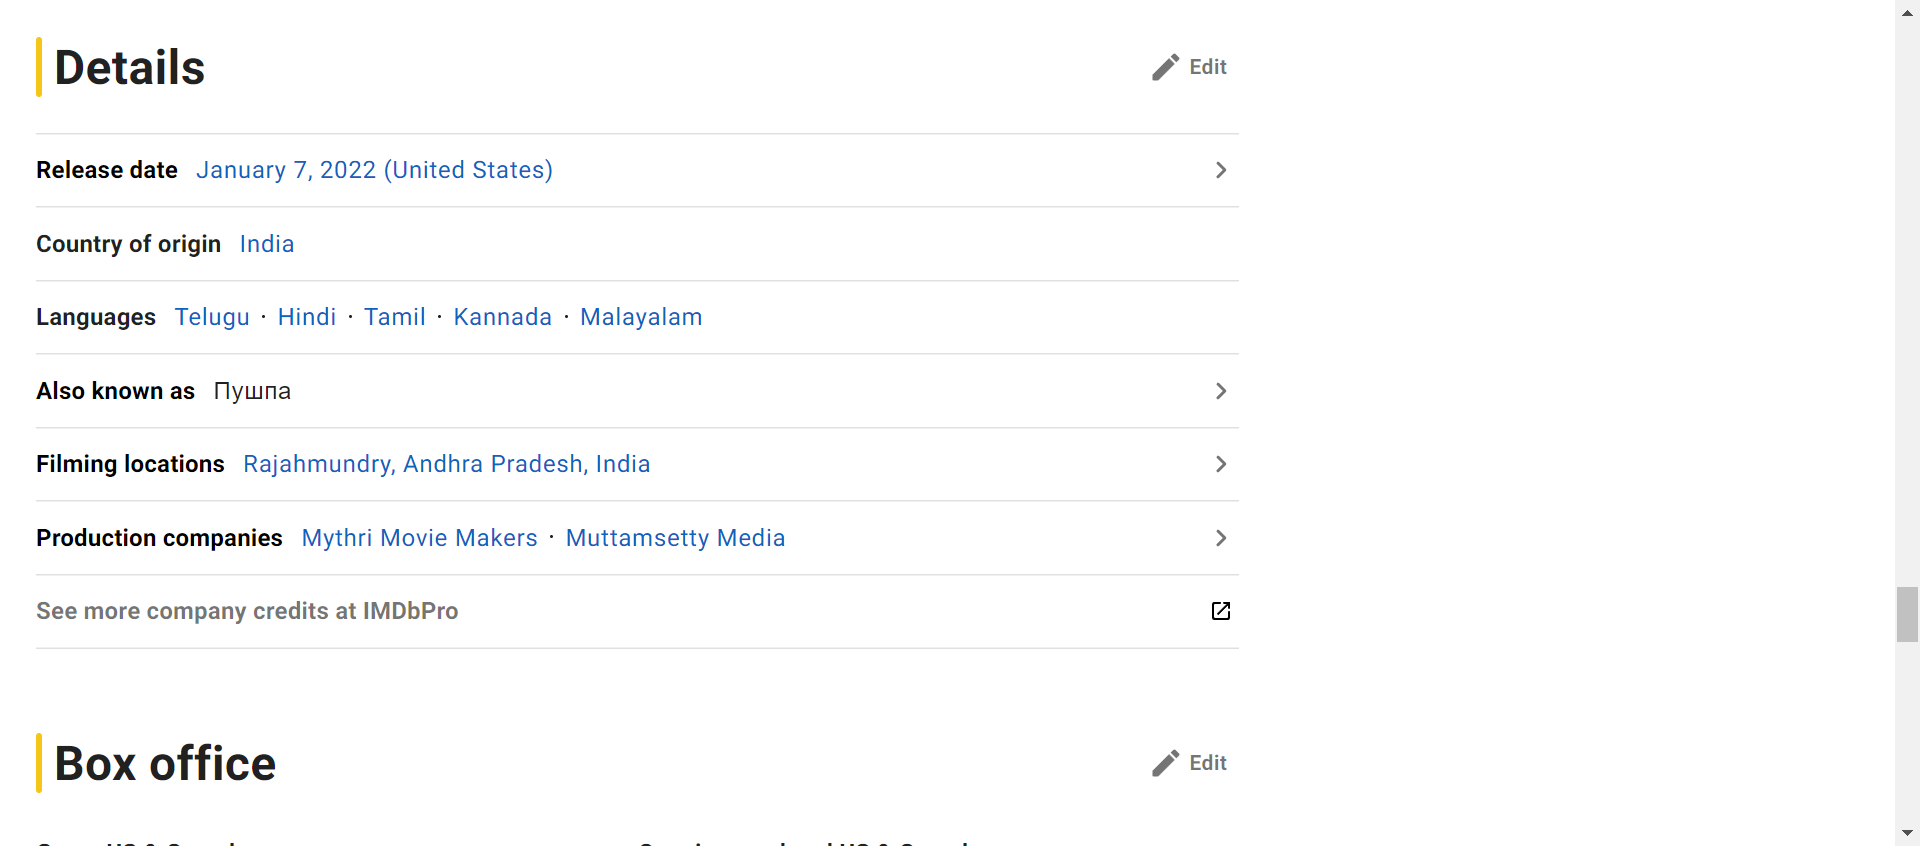 Details
Edit
Release date January 7, 2022 (United States)
Country of origin India
Languages Telugu · Hindi · Tamil · Kannada · Malayalam
Also known as Пушпа
Filming locations Rajahmundry, Andhra Pradesh, India
Production companies Mythri Movie Makers · Muttamsetty Media
See more company credits at IMDbPro
Box office
Edit